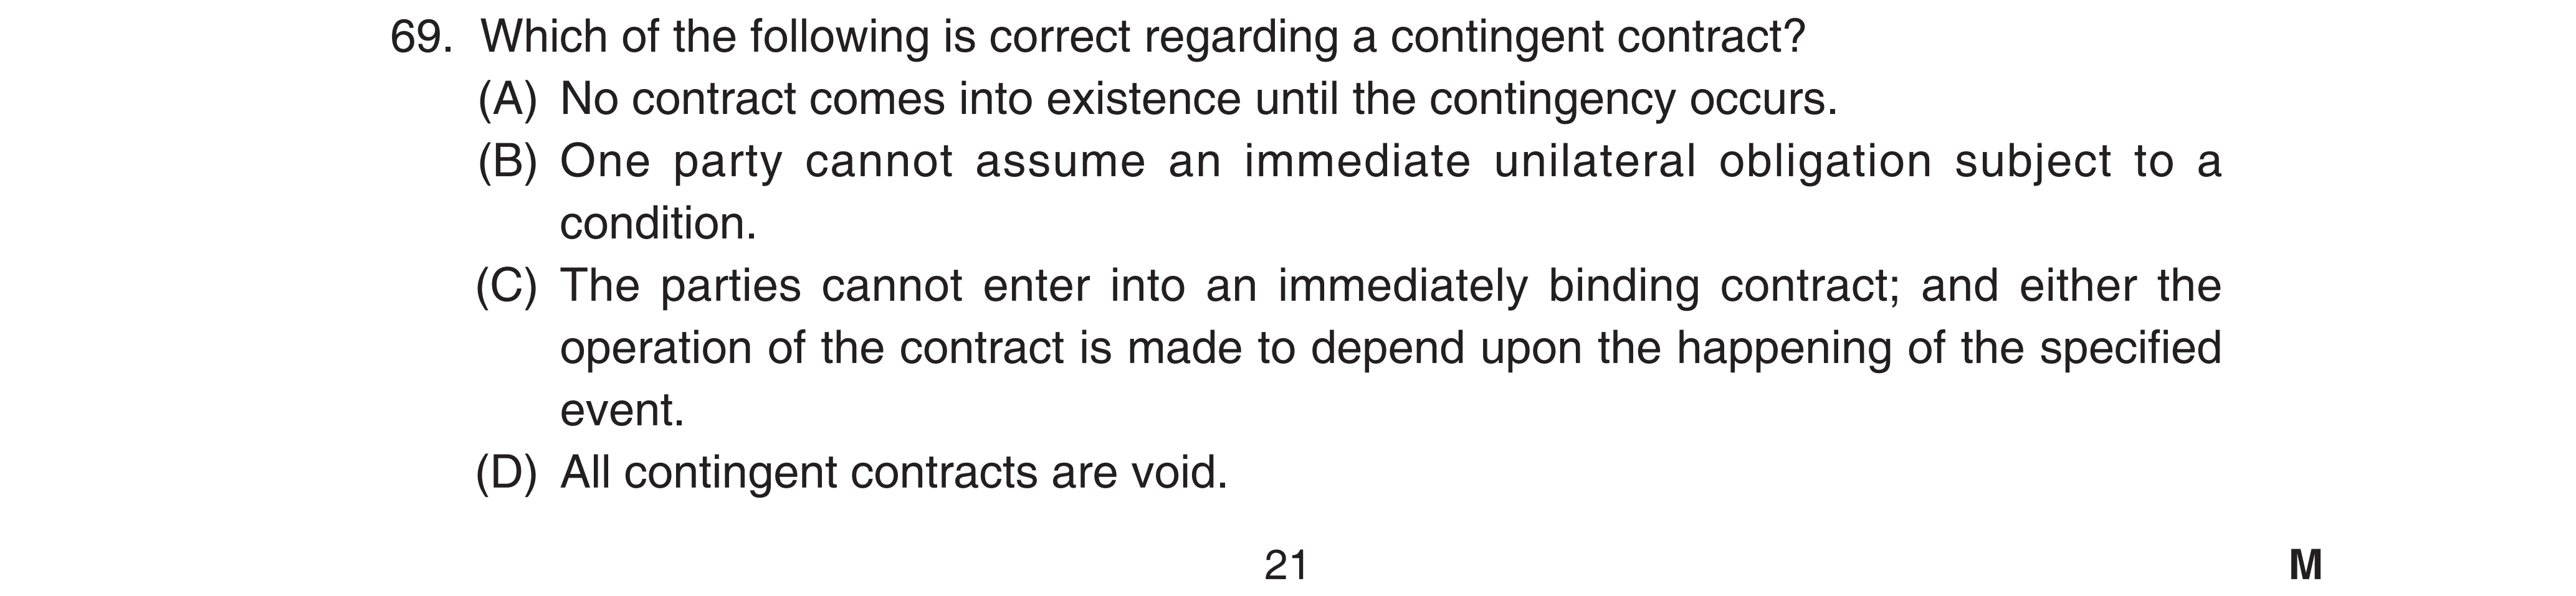 69. Which of the following is correct regarding a contingent contract?
(A) No contract comes into existence until the contingency occurs.
(B) One party cannot assume an immediate unilateral obligation subject to a
condition.
(C) The parties cannot enter into an immediately binding contract; and either the
operation of the contract is made to depend upon the happening of the specified
event.
(D) All contingent contracts are void.
21 M